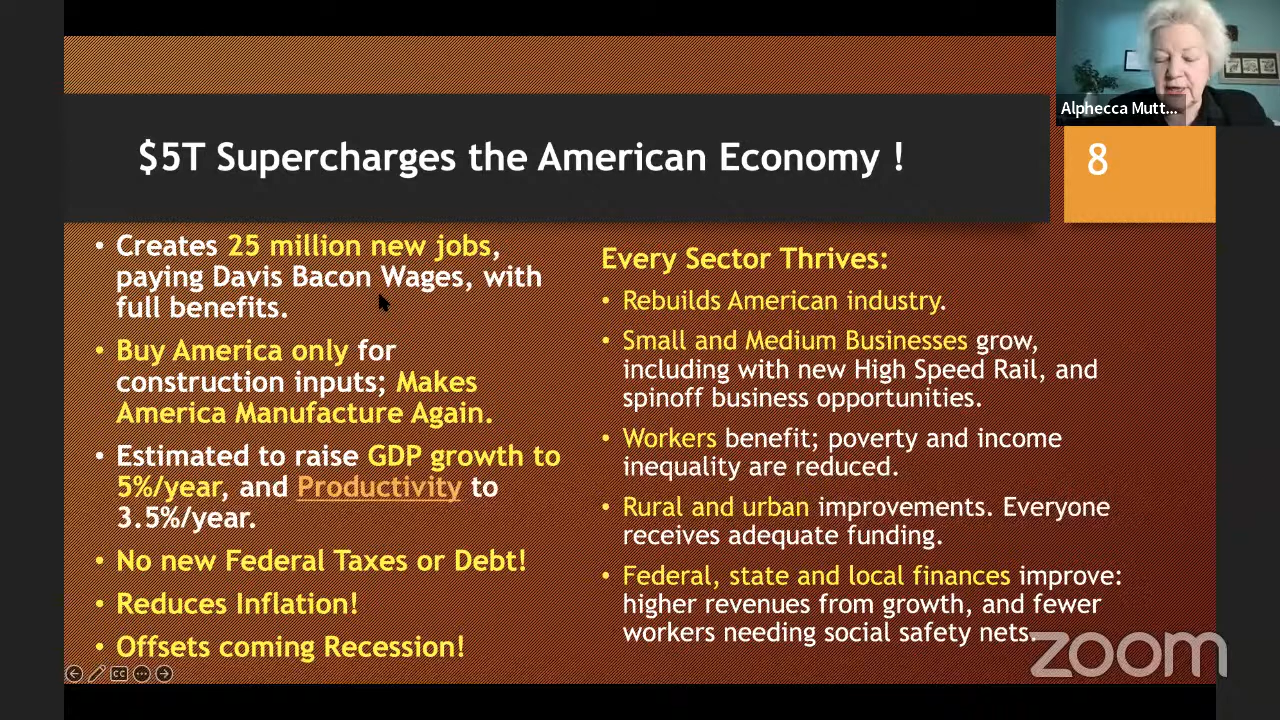 Alphecca Mutt...
$5T Supercharges the American Economy !
8
• Creates 25 million new jobs,
paying Davis Bacon Wages, with
full benefits.
• Buy America only for
construction inputs; Makes
America Manufacture Again.
• Estimated to raise GDP growth to
5%/year, and Productivity to
3.5%/year.
• No new Federal Taxes or Debt!
• Reduces Inflation!
• Offsets coming Recession!
Every Sector Thrives:
• Rebuilds American industry.
• Small and Medium Businesses grow,
including with new High Speed Rail, and
spinoff business opportunities.
• Workers benefit; poverty and income
inequality are reduced.
• Rural and urban improvements. Everyone
receives adequate funding.
• Federal, state and local finances improve:
higher revenues from growth, and fewer
workers needing social safety nets.
CC
zoom